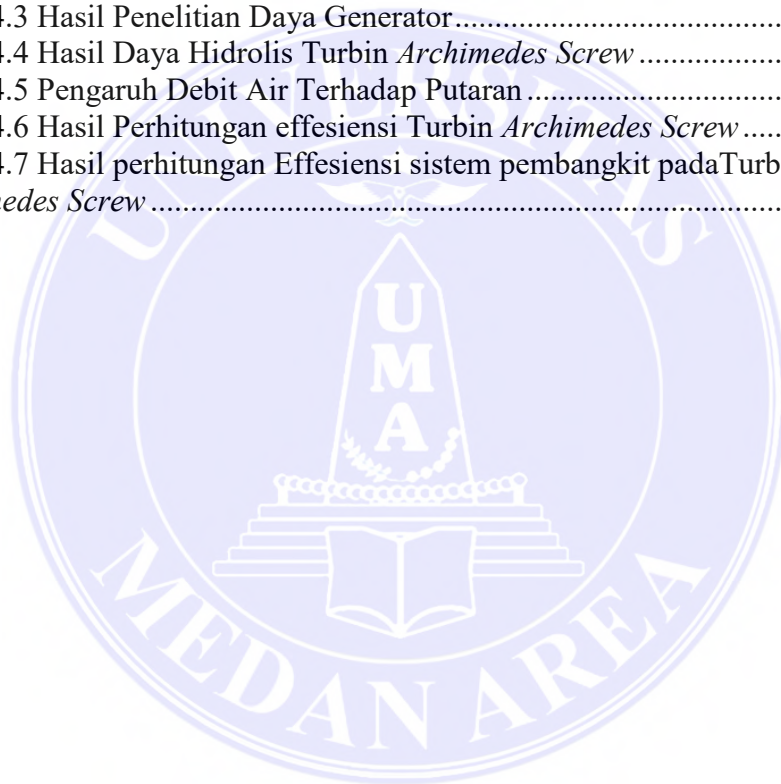 4.3 Hasil Penelitian Daya Generator........................................................
4.4 Hasil Daya Hidrolis Turbin Archimedes Screw........................
4.5 Pengaruh Debit Air Terhadap Putaran..........................................
4.6 Hasil Perhitungan effesiensi Turbin Archimedes Screw.....
4.7 Hasil perhitungan Effesiensi sistem pembangkit padaTurb
edes Screw..............................................................................................
UNIVERSITAS
UMA
MEDAN AREA